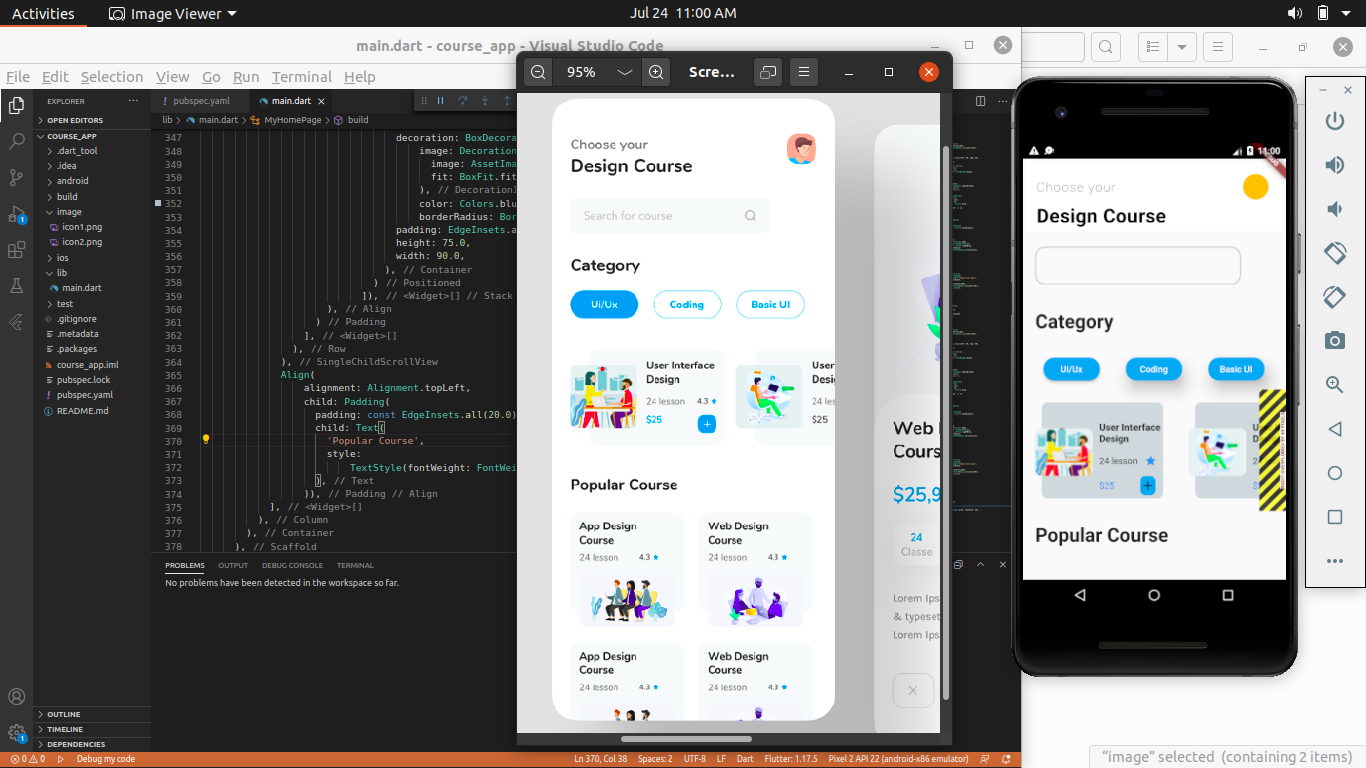 Activities Image Viewer Jul 24 11:00 AM
main.dart - course_app - Visual Studio Code
File Edit Selection View Go Run Terminal Help
EXPLORER ...
OPEN EDITORS
COURSE_APP
.dart_tool
.idea
android
build
image
icon1.png
icon2.png
ios
lib
main.dart
test
.gitignore
.metadata
.packages
course_app.iml
pubspec.lock
pubspec.yaml
README.md
OUTLINE
TIMELINE
DEPENDENCIES
pubspec.yaml main.dart
lib > main.dart > MyHomePage > build
347 decoration: BoxDecora
348 image: Decoration
349 image: AssetIma
350 fit: BoxFit.fit
351 ), // DecorationI
352 color: Colors.blu
353 borderRadius: Bor
354 padding: EdgeInsets.a
355 height: 75.0,
356 width: 90.0,
357 ), // Container
358 ) // Positioned
359 ]), // <Widget>[] // Stack
360 ), // Align
361 ) // Padding
362 ], // <Widget>[]
363 ), // Row
364 ), // SingleChildScrollView
365 Align(
366 alignment: Alignment.topLeft,
367 child: Padding(
368 padding: const EdgeInsets.all(20.0)
369 child: Text(
370 'Popular Course',
371 style:
372 TextStyle(fontWeight: FontWei
373 ), // Text
374 )), // Padding // Align
375 ], // <Widget>[]
376 ), // Column
377 ), // Container
378 ), // Scaffold
PROBLEMS OUTPUT DEBUG CONSOLE TERMINAL
No problems have been detected in the workspace so far.
0 0 Debug my code Ln 370, Col 38 Spaces: 2 UTF-8 LF Dart Flutter: 1.17.5 Pixel 2 API 22 (android-x86 emulator)
95% Scre...
Choose your
Design Course
Search for course
Category
Ui/Ux Coding Basic UI
User Interface
Design
24 lesson 4.3
$25
User
Desi
24 les
$25
Popular Course
App Design
Course
24 lesson 4.3
Web Design
Course
24 lesson 4.3
App Design
Course
24 lesson 4.3
Web Design
Course
24 lesson 4.3
Web
Cours
$25,9
24
Classe
Lorem Ips
& typeset
Lorem Ips
11:00
Choose your
Design Course
Category
Ui/Ux Coding Basic UI
User Interface
Design
24 lesson
$25
24
Popular Course
"image" selected (containing 2 items)